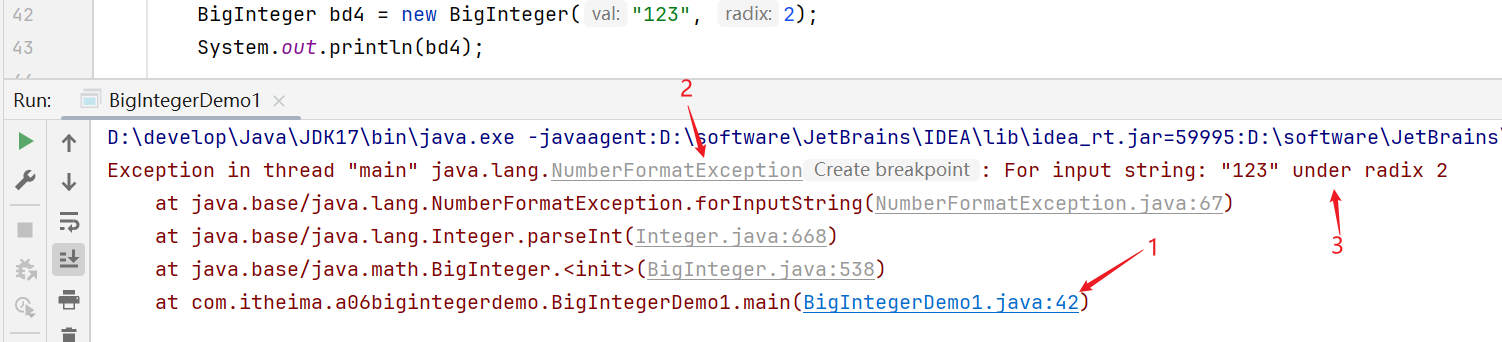 42 BigInteger bd4 = new BigInteger( val: "123", radix: 2);
43 System.out.println(bd4);
Run: BigIntegerDemo1 ×
2
D:\develop\Java\JDK17\bin\java.exe -javaagent:D:\software\JetBrains\IDEA\lib\idea_rt.jar=59995:D:\software\JetBrains\
Exception in thread "main" java.lang.NumberFormatException Create breakpoint : For input string: "123" under radix 2
at java.base/java.lang.NumberFormatException.forInputString(NumberFormatException.java:67)
at java.base/java.lang.Integer.parseInt(Integer.java:668)
3
1
at java.base/java.math.BigInteger.<init>(BigInteger.java:538)
at com.itheima.a06bigintegerdemo.BigIntegerDemo1.main(BigIntegerDemo1.java:42)